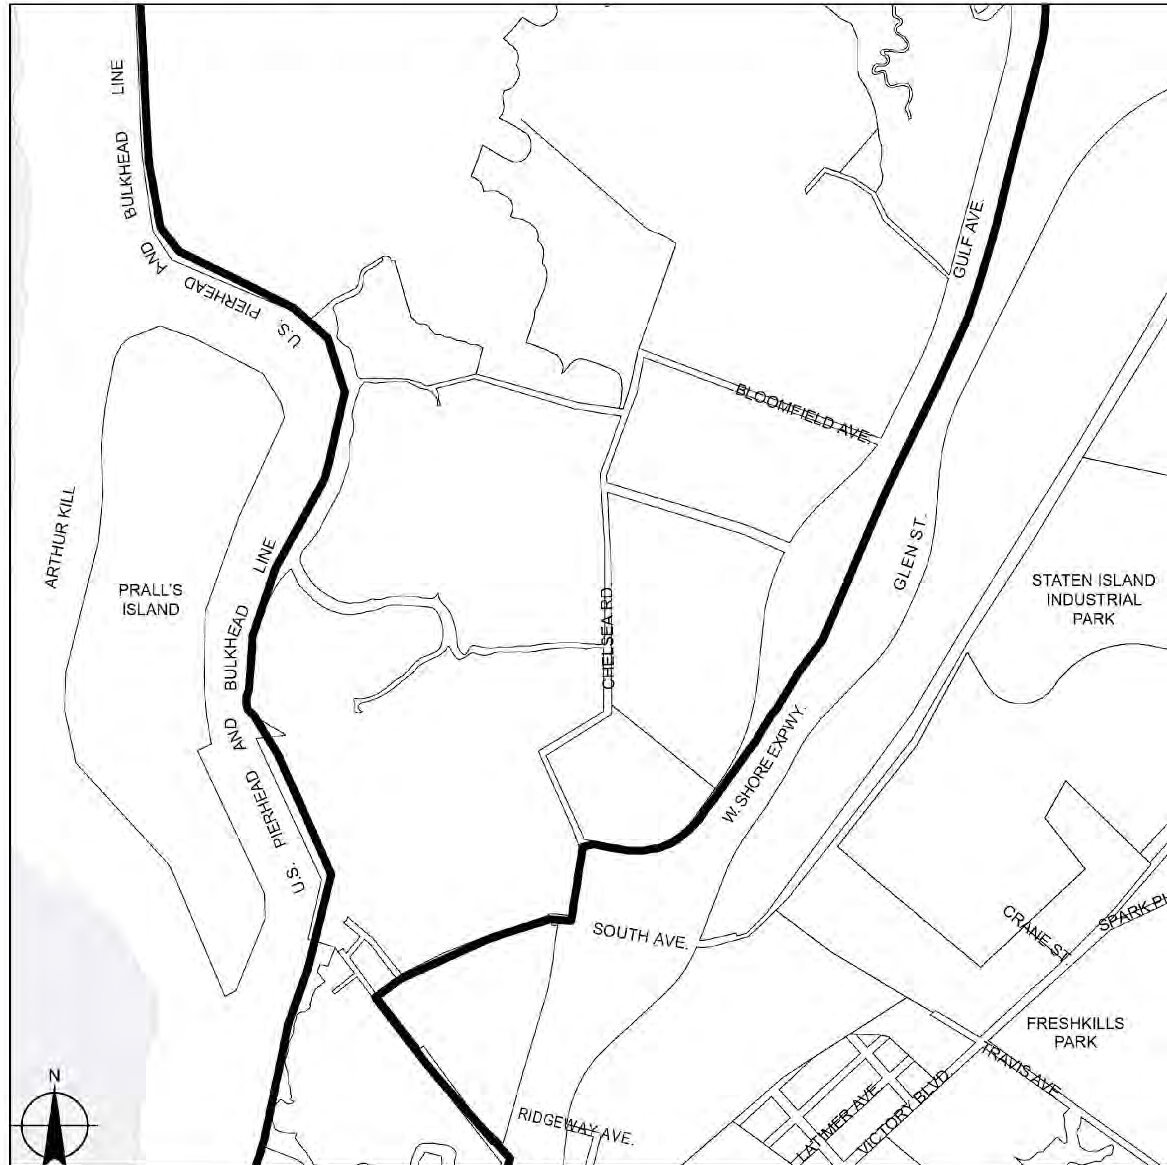 U.S. PIERHEAD AND BULKHEAD LINE
GULF AVE.
BLOOMFIELD AVE.
ARTHUR KILL
PRALL'S
ISLAND
U.S. PIERHEAD AND BULKHEAD LINE
GLEN ST.
STATEN ISLAND
INDUSTRIAL
PARK
CHELSEA RD.
W. SHORE EXPWY.
SOUTH AVE.
CRANE ST.
SPARK PL
FRESHKILLS
PARK
TRAVIS AVE
LATIMER AVE
VICTORY BLVD
RIDGEWAY AVE.
N